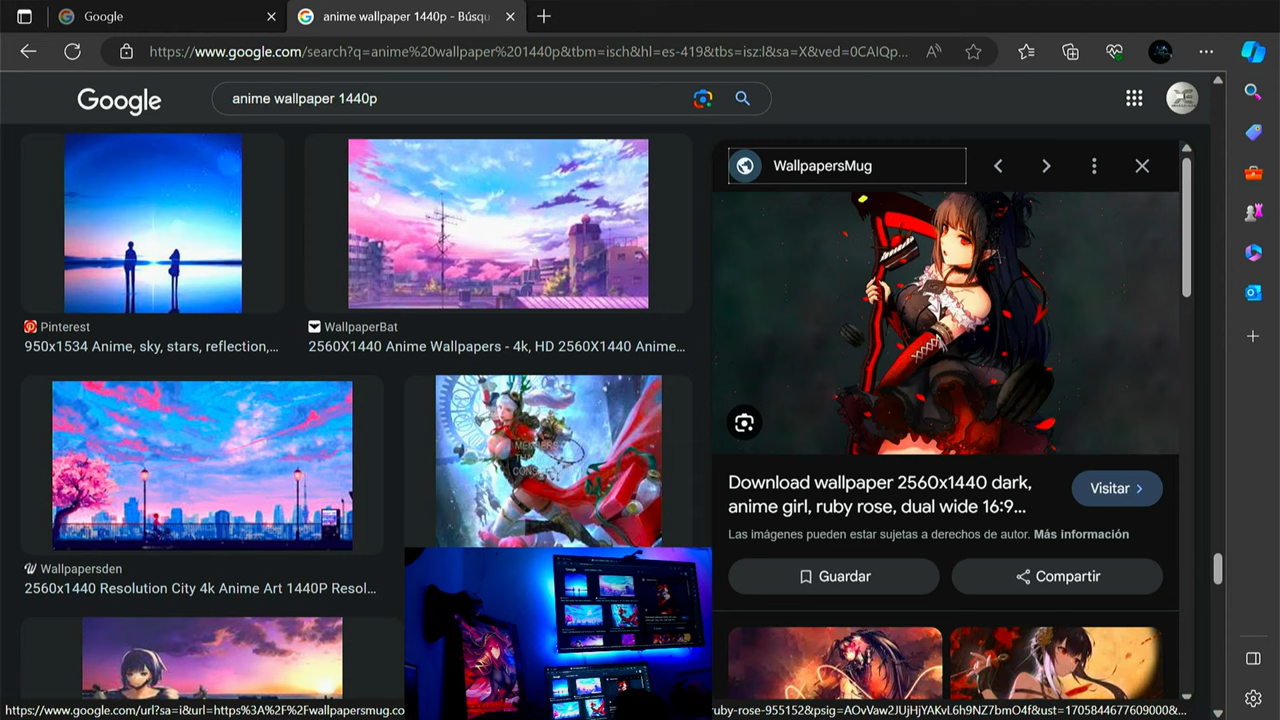 Google
anime wallpaper 1440p - Búsqu
https://www.google.com/search?q=anime%20wallpaper%201440p&tbm=isch&hl=es-419&tbs=isz:l&sa=X&ved=0CAIQp...
Google
anime wallpaper 1440p
WallpapersMug
Pinterest
950x1534 Anime, sky, stars, reflection,...
WallpaperBat
2560X1440 Anime Wallpapers - 4k, HD 2560X1440 Anime...
Download wallpaper 2560x1440 dark,
anime girl, ruby rose, dual wide 16:9...
Visitar
Las imágenes pueden estar sujetas a derechos de autor. Más información
Guardar
Compartir
Wallpapersden
2560x1440 Resolution City 4k Anime Art 1440P Resol...
https://www.google.com/url?sa=i&url=https%3A%2F%2Fwallpapersmug.co
ruby-rose-955152&psig=AOvVaw2JUjHjYAKvL6h9NZ7bmO4f&ust=1705844677609000&...